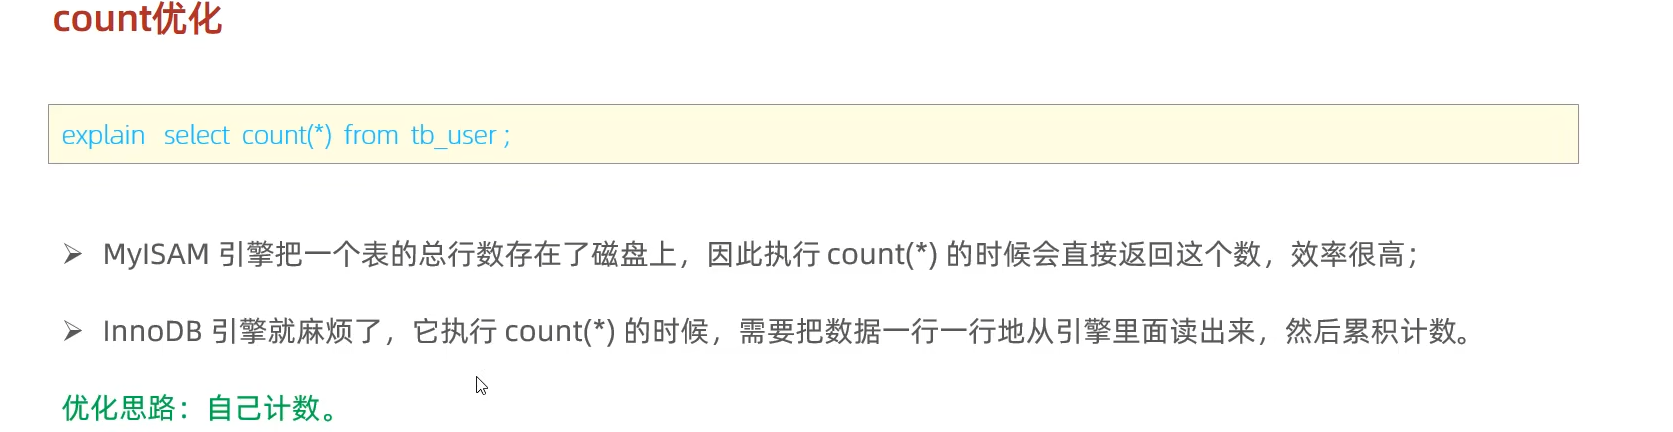 count优化
explain select count(*) from tb_user ;
➢ MyISAM 引擎把一个表的总行数存在了磁盘上，因此执行 count(*) 的时候会直接返回这个数，效率很高；
➢ InnoDB 引擎就麻烦了，它执行 count(*) 的时候，需要把数据一行一行地从引擎里面读出来，然后累积计数。
优化思路：自己计数。